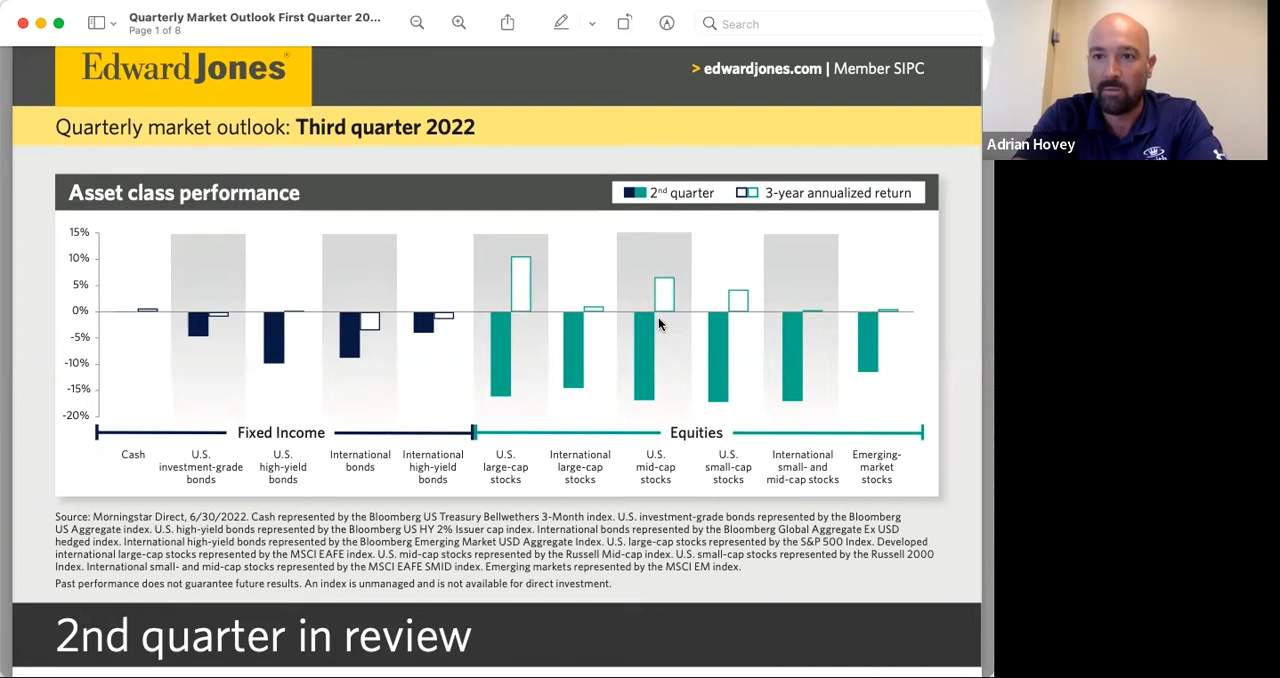 Quarterly Market Outlook First Quarter 20...
Page 1 of 8
Search
Edward Jones®
> edwardjones.com | Member SIPC
Adrian Hovey
Quarterly market outlook: Third quarter 2022
Asset class performance
2nd quarter
3-year annualized return
15%
10%
5%
0%
-5%
-10%
-15%
-20%
Fixed Income
Equities
Cash
U.S.
investment-grade
bonds
U.S.
high-yield
bonds
International
bonds
International
high-yield
bonds
U.S.
large-cap
stocks
International
large-cap
stocks
U.S.
mid-cap
stocks
U.S.
small-cap
stocks
International
small- and
mid-cap stocks
Emerging-
market
stocks
Source: Morningstar Direct, 6/30/2022. Cash represented by the Bloomberg US Treasury Bellwethers 3-Month index. U.S. investment-grade bonds represented by the Bloomberg
US Aggregate index. U.S. high-yield bonds represented by the Bloomberg US HY 2% Issuer cap index. International bonds represented by the Bloomberg Global Aggregate Ex USD
hedged index. International high-yield bonds represented by the Bloomberg Emerging Market USD Aggregate Index. U.S. large-cap stocks represented by the S&P 500 Index. Developed
international large-cap stocks represented by the MSCI EAFE index. U.S. mid-cap stocks represented by the Russell Mid-cap index. U.S. small-cap stocks represented by the Russell 2000
Index. International small- and mid-cap stocks represented by the MSCI EAFE SMID index. Emerging markets represented by the MSCI EM index.
Past performance does not guarantee future results. An index is unmanaged and is not available for direct investment.
2nd quarter in review